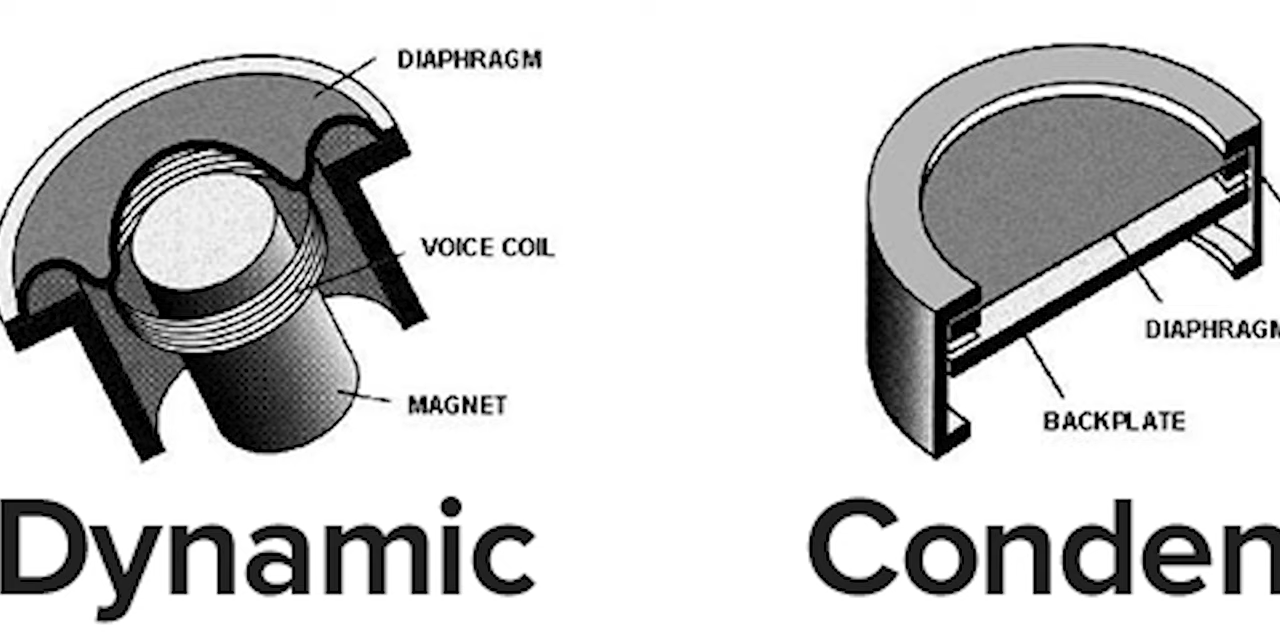 DIAPHRAGM
VOICE COIL
MAGNET
Dynamic
DIAPHRAGM
BACKPLATE
Conden